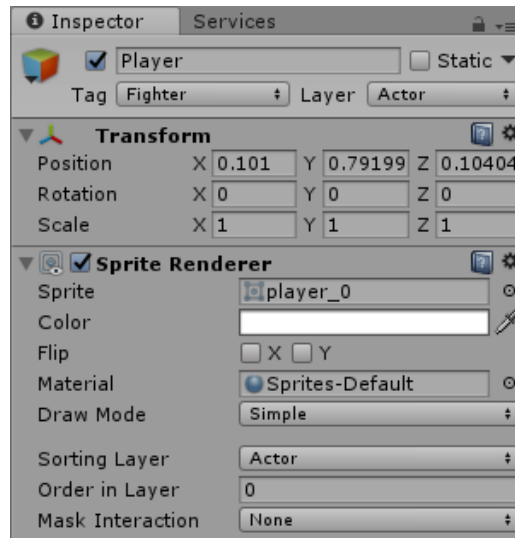 Inspector Services
Player Static
Tag Fighter Layer Actor
Transform
Position X 0.101 Y 0.79199 Z 0.10404
Rotation X 0 Y 0 Z 0
Scale X 1 Y 1 Z 1
Sprite Renderer
Sprite player_0
Color
Flip X Y
Material Sprites-Default
Draw Mode Simple
Sorting Layer Actor
Order in Layer 0
Mask Interaction None